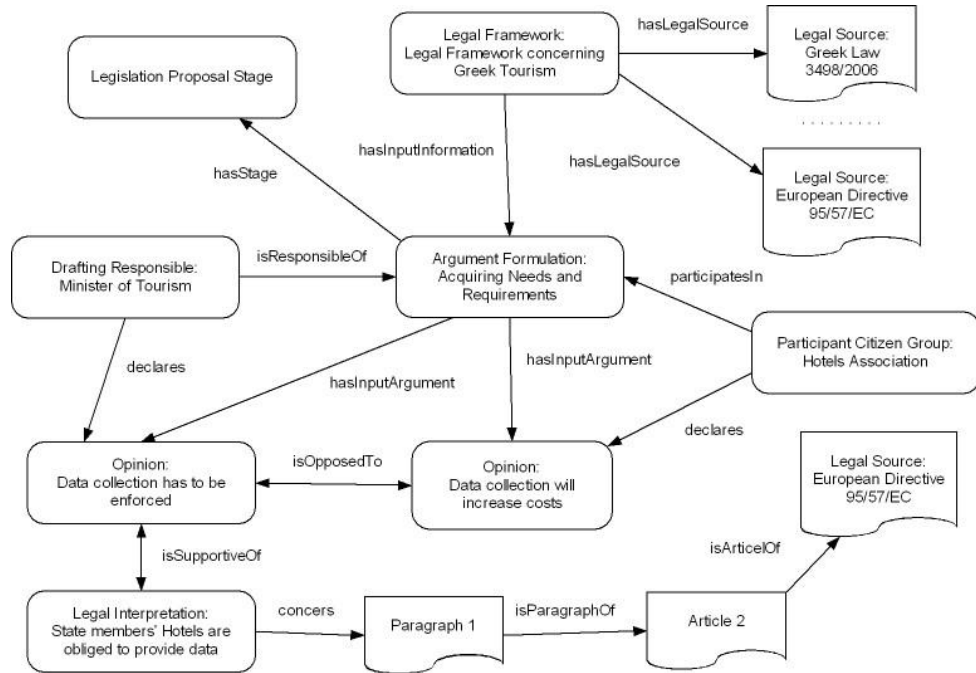 Legal Framework:
Legal Framework concerning
Greek Tourism
hasLegalSource
Legal Source:
Greek Law
3498/2006
Legislation Proposal Stage
. . . . . . . . .
hasInputInformation
hasLegalSource
hasStage
Legal Source:
European Directive
95/57/EC
Drafting Responsible:
Minister of Tourism
isResponsibleOf
Argument Formulation:
Acquiring Needs and
Requirements
participatesIn
Participant Citizen Group:
Hotels Association
declares
hasInputArgument
hasInputArgument
declares
Opinion:
Data collection has to be
enforced
isOpposedTo
Opinion:
Data collection will
increase costs
Legal Source:
European Directive
95/57/EC
isSupportiveOf
isArticelOf
Legal Interpretation:
State members' Hotels are
obliged to provide data
concers
Paragraph 1
isParagraphOf
Article 2